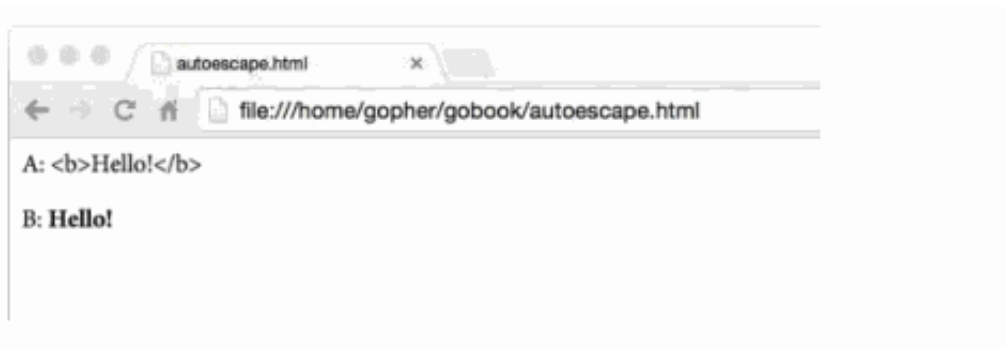 autoescape.html
file:///home/gopher/gobook/autoescape.html
A: <b>Hello!</b>
B: Hello!